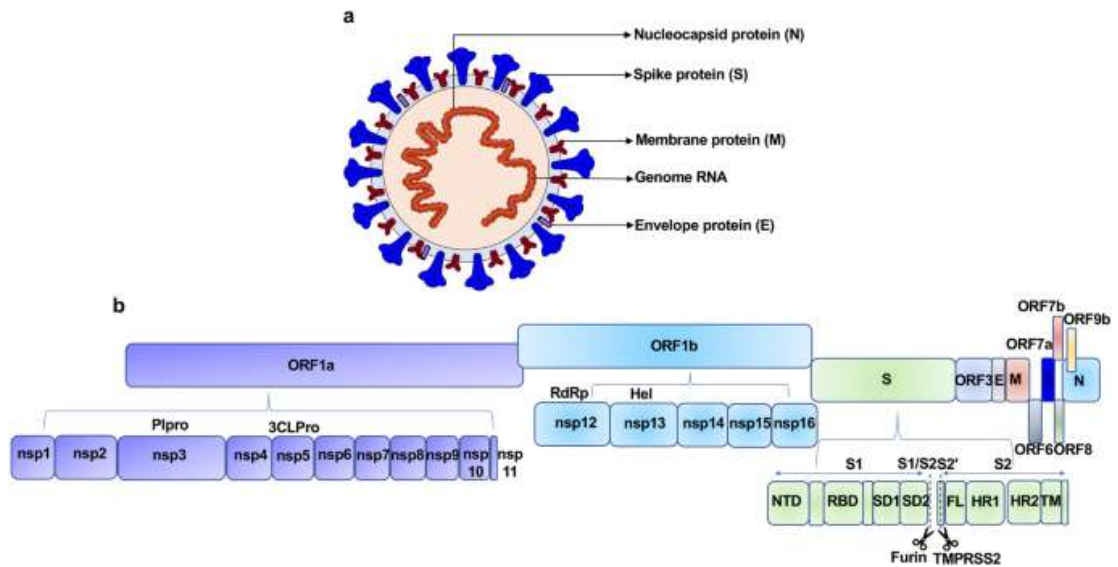 a
Nucleocapsid protein (N)
Spike protein (S)
Membrane protein (M)
Genome RNA
Envelope protein (E)
b
ORF7b
ORF9b
ORF7a
ORF1a
ORF1b
S
ORF3
E
M
N
ORF6
ORF8
RdRp
Hel
nsp12
nsp13
nsp14
nsp15
nsp16
Plpro
3CLPro
nsp1
nsp2
nsp3
nsp4
nsp5
nsp6
nsp7
nsp8
nsp9
nsp
10
nsp
11
S1
S1/S2
S2'
S2
NTD
RBD
SD1
SD2
FL
HR1
HR2
TM
Furin
TMPRSS2